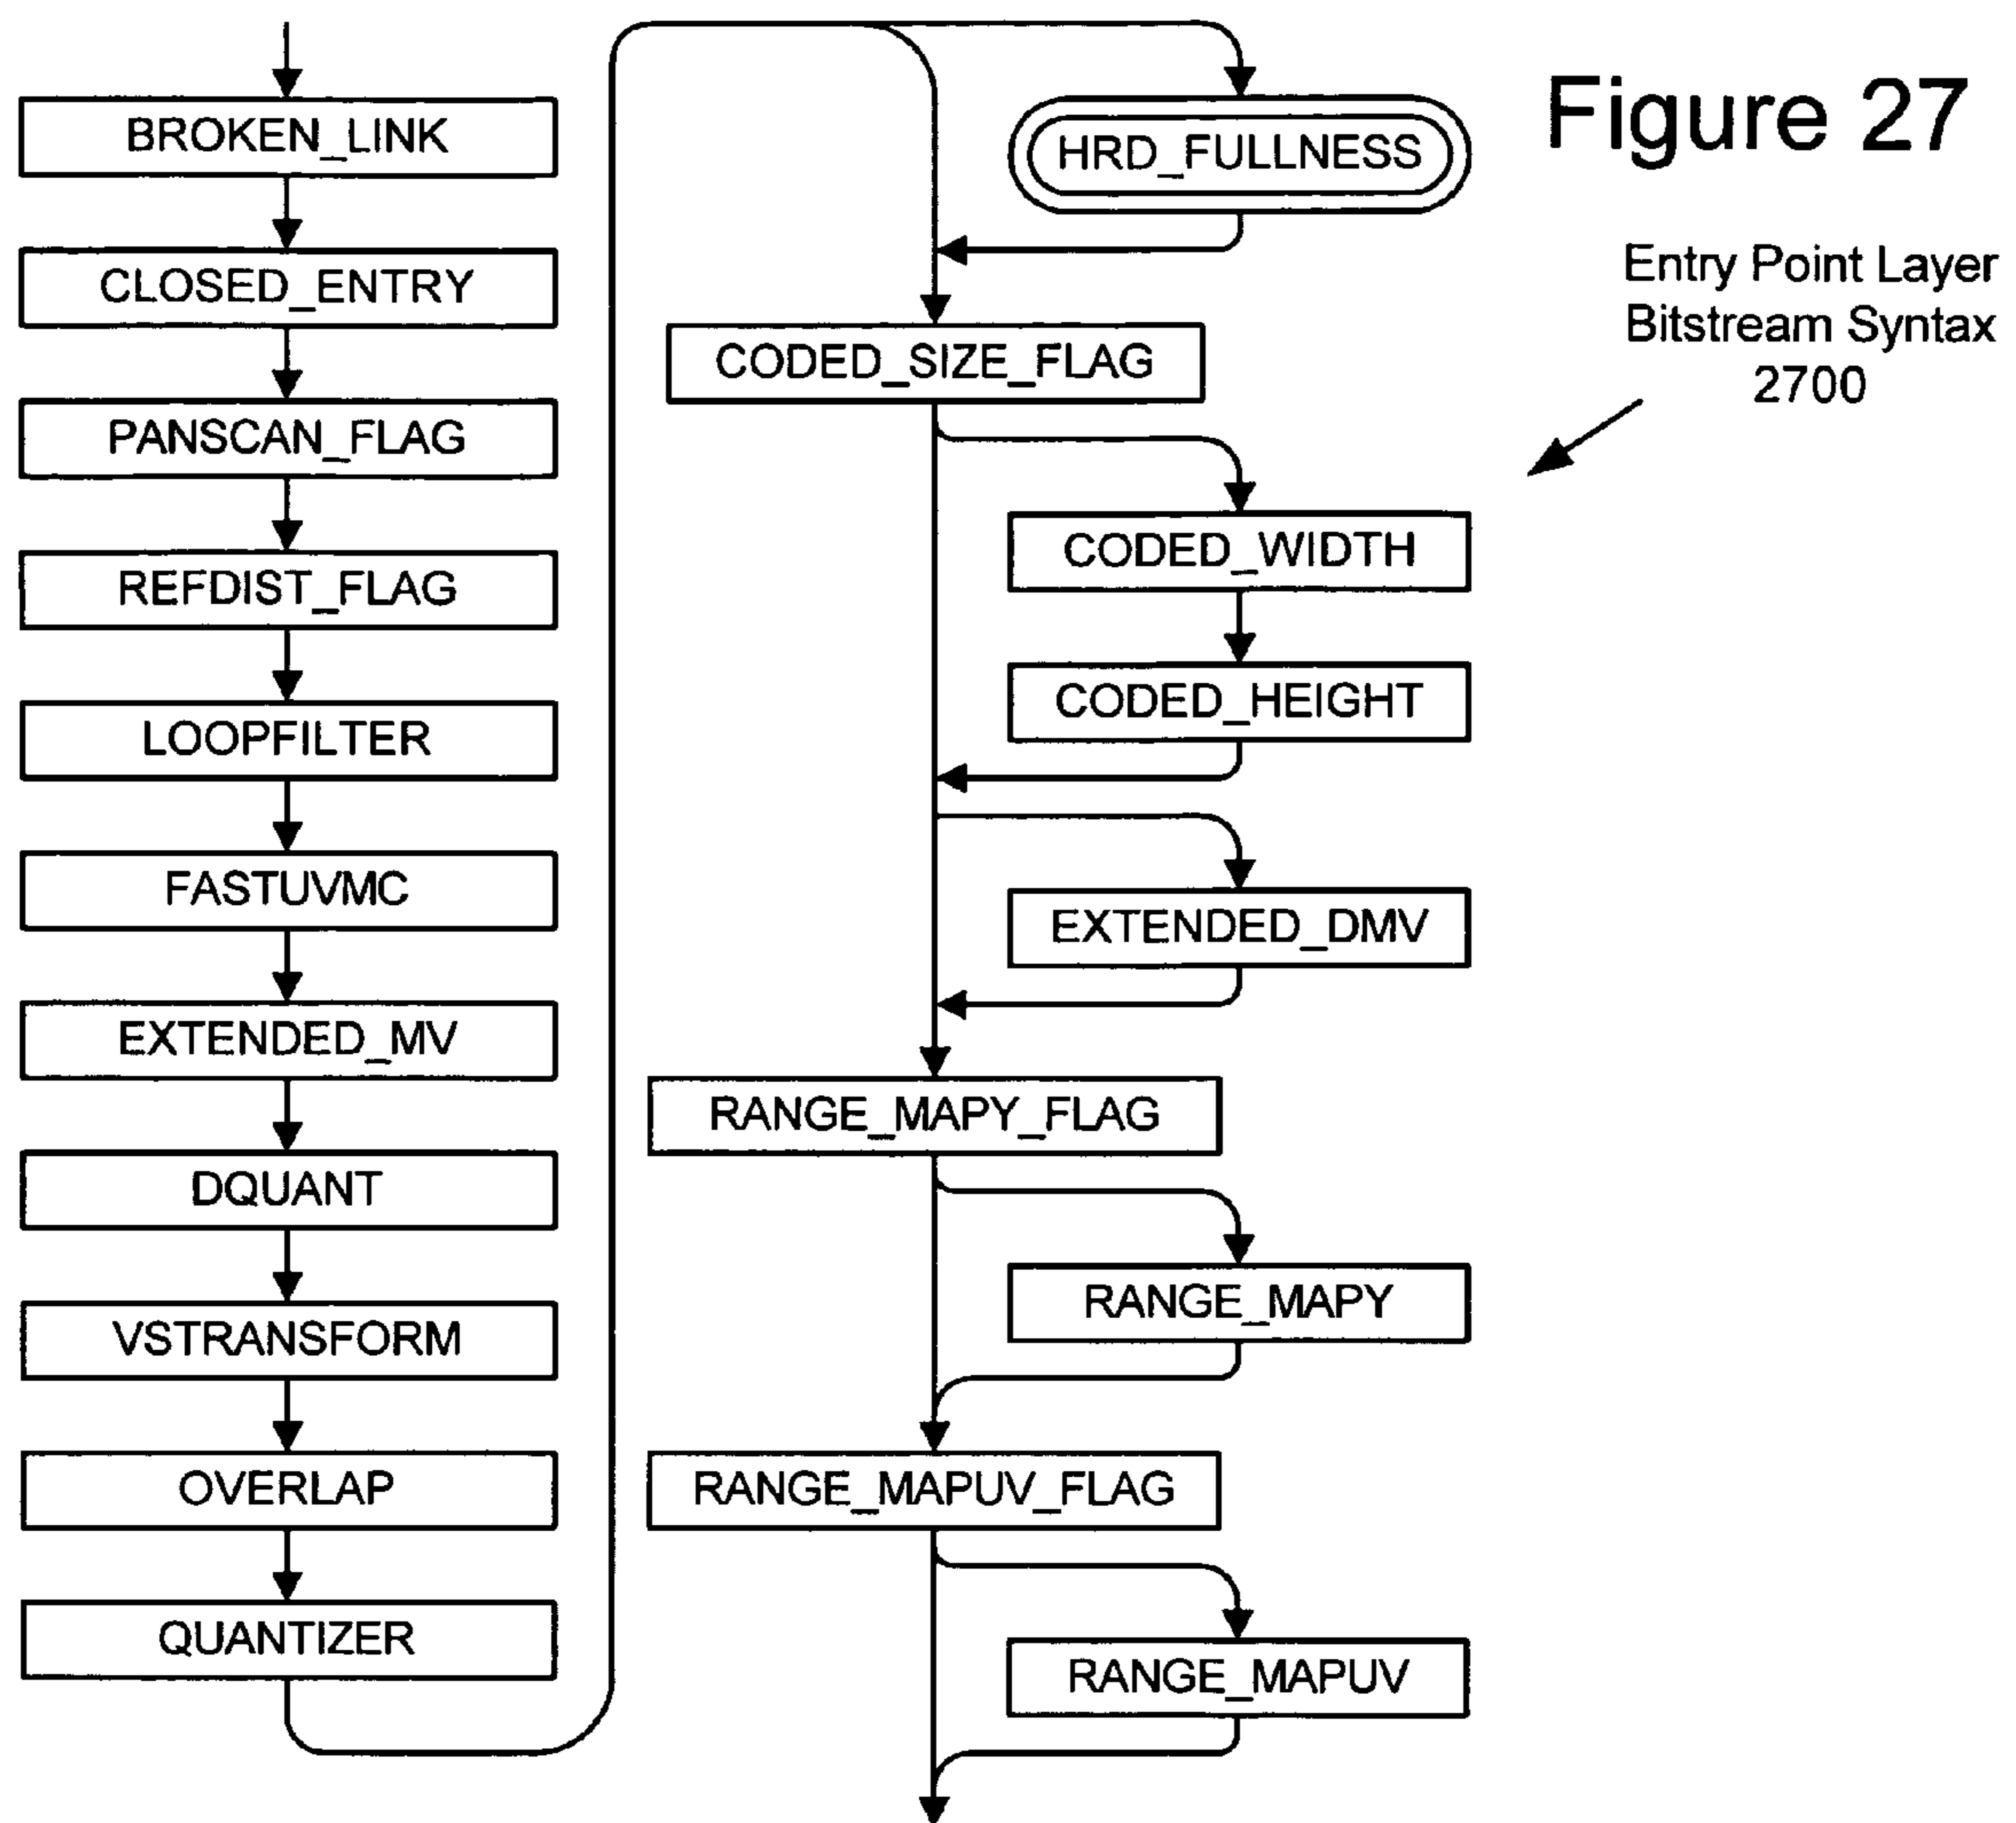 BROKEN_LINK
CLOSED_ENTRY
PANSCAN_FLAG
REFDIST_FLAG
LOOPFILTER
FASTUVMC
EXTENDED_MV
DQUANT
VSTRANSFORM
OVERLAP
QUANTIZER
HRD_FULLNESS
CODED_SIZE_FLAG
CODED_WIDTH
CODED_HEIGHT
EXTENDED_DMV
RANGE_MAPY_FLAG
RANGE_MAPY
RANGE_MAPUV_FLAG
RANGE_MAPUV
Figure 27
Entry Point Layer
Bitstream Syntax
2700